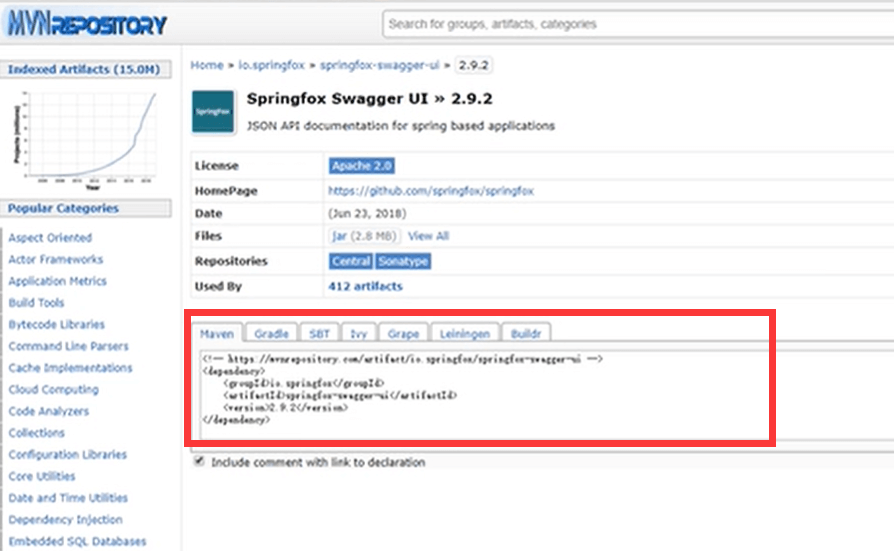 MVNREPOSITORY
Search for groups, artifacts, categories
Indexed Artifacts (15.0M)
Projects (millions)
Year
Popular Categories
Aspect Oriented
Actor Frameworks
Application Metrics
Build Tools
Bytecode Libraries
Command Line Parsers
Cache Implementations
Cloud Computing
Code Analyzers
Collections
Configuration Libraries
Core Utilities
Date and Time Utilities
Dependency Injection
Embedded SQL Databases
Home » io.springfox » springfox-swagger-ui » 2.9.2
SpringFox
Springfox Swagger UI » 2.9.2
JSON API documentation for spring based applications
License Apache 2.0
HomePage https://github.com/springfox/springfox
Date (Jun 23, 2018)
Files jar (2.8 MB) View All
Repositories Central Sonatype
Used By 412 artifacts
Maven Gradle SBT Ivy Grape Leiningen Buildr
<!-- https://mvnrepository.com/artifact/io.springfox/springfox-swagger-ui -->
<dependency>
<groupId>io.springfox</groupId>
<artifactId>springfox-swagger-ui</artifactId>
<version>2.9.2</version>
</dependency>
Include comment with link to declaration